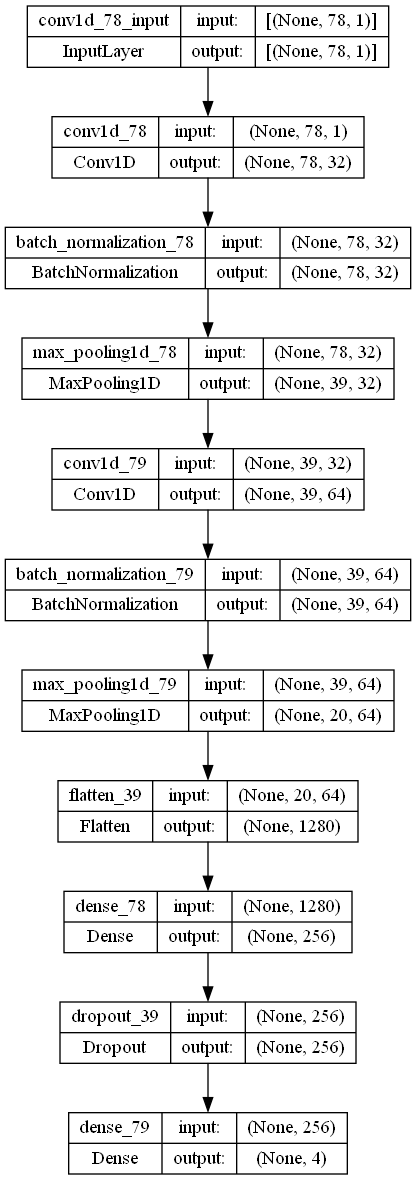 conv1d_78_input input: [(None, 78, 1)]
InputLayer output: [(None, 78, 1)]
conv1d_78 input: (None, 78, 1)
Conv1D output: (None, 78, 32)
batch_normalization_78 input: (None, 78, 32)
BatchNormalization output: (None, 78, 32)
max_pooling1d_78 input: (None, 78, 32)
MaxPooling1D output: (None, 39, 32)
conv1d_79 input: (None, 39, 32)
Conv1D output: (None, 39, 64)
batch_normalization_79 input: (None, 39, 64)
BatchNormalization output: (None, 39, 64)
max_pooling1d_79 input: (None, 39, 64)
MaxPooling1D output: (None, 20, 64)
flatten_39 input: (None, 20, 64)
Flatten output: (None, 1280)
dense_78 input: (None, 1280)
Dense output: (None, 256)
dropout_39 input: (None, 256)
Dropout output: (None, 256)
dense_79 input: (None, 256)
Dense output: (None, 4)